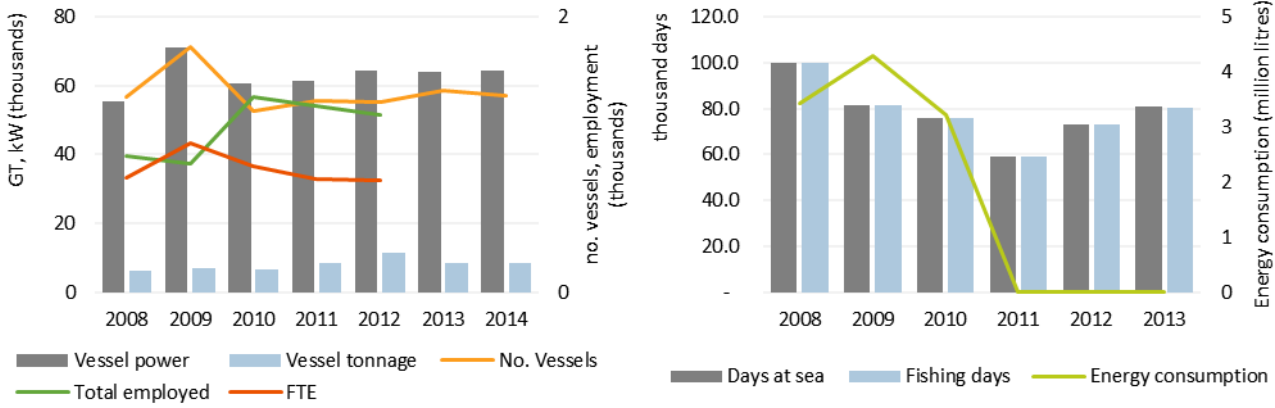 80
60
40
20
0
GT, kW (thousands)
2
0
no. vessels, employment
(thousands)
2008 2009 2010 2011 2012 2013 2014
Vessel power Vessel tonnage No. Vessels
Total employed FTE
120.0
100.0
80.0
60.0
40.0
20.0
-
thousand days
5
4
3
2
1
0
Energy consumption (million litres)
2008 2009 2010 2011 2012 2013
Days at sea Fishing days Energy consumption